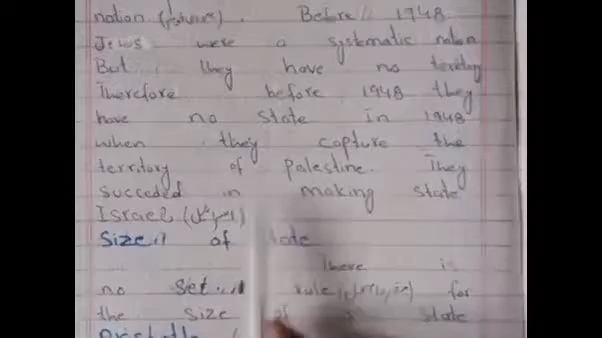 nation ( ). Before 1948
Jews were a systematic nation
But they have no territory
Therefore before 1948 they
have no state in 1948
when they capture the
territory of palestine. They
succeded in making state
Israel (اسرائیل)
Size of
There is
no set rule for
the size of state